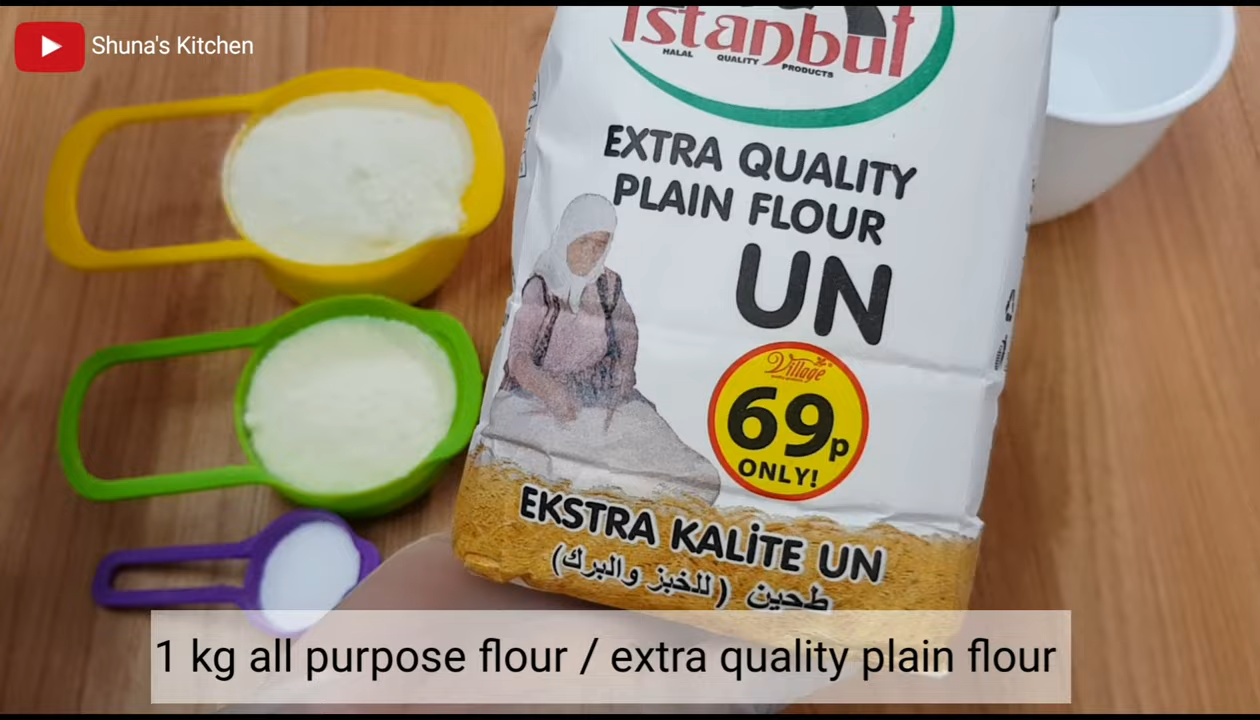 Shuna's Kitchen
istanbul
HALAL QUALITY PRODUCTS
EXTRA QUALITY
PLAIN FLOUR
UN
Village
69p
ONLY!
EKSTRA KALİTE UN
طحين (للخبز والبرك)
1 kg all purpose flour / extra quality plain flour